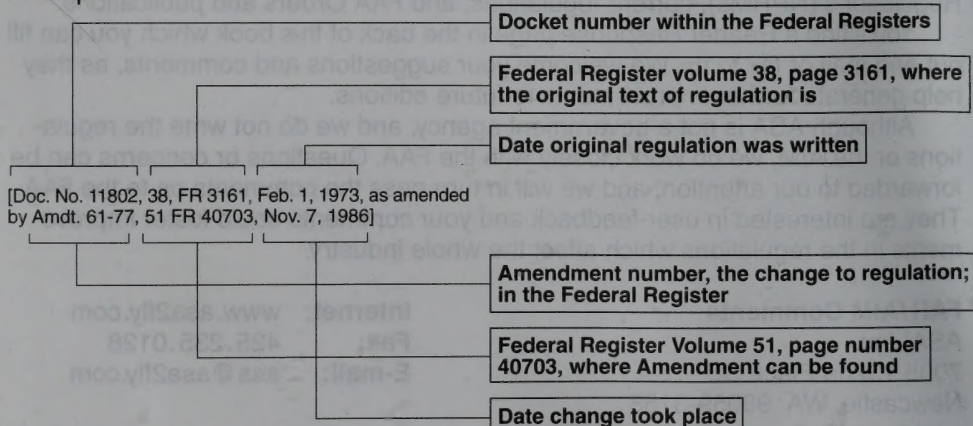 Docket number within the Federal Registers
Federal Register volume 38, page 3161, where
the original text of regulation is
Date original regulation was written
[Doc. No. 11802, 38, FR 3161, Feb. 1, 1973, as amended
by Amdt. 61-77, 51 FR 40703, Nov. 7, 1986]
Amendment number, the change to regulation;
in the Federal Register
Federal Register Volume 51, page number
40703, where Amendment can be found
Date change took place